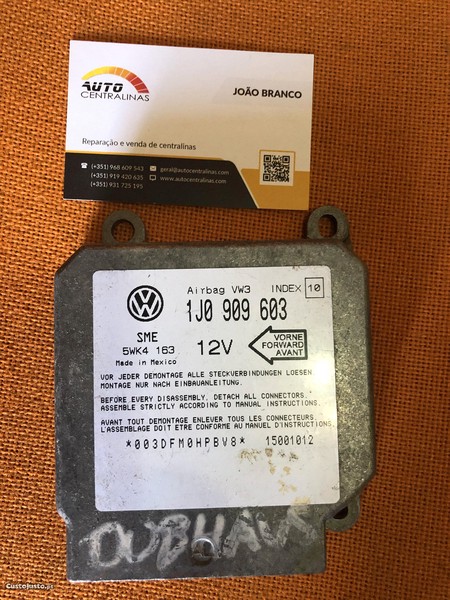 AUTO
CENTRALINAS
JOÃO BRANCO
Reparação e venda de centralinas
(+351) 968 609 543
(+351) 919 420 635
(+351) 931 725 195
geral@autocentralinas.com
www.autocentralinas.com
Airbag VW3 INDEX 10
1J0 909 603
SME
5WK4 163
Made in Mexico
12V
VORNE
FORWARD
AVANT
VOR JEDER DEMONTAGE ALLE STECKVERBINDUNGEN LOESEN
MONTAGE NUR NACH EINBAUANLEITUNG.
BEFORE EVERY DISASSEMBLY, DETACH ALL CONNECTORS.
ASSEMBLE STRICTLY ACCORDING TO MANUAL INSTRUCTIONS.
AVANT TOUT DEMONTAGE ENLEVER TOUS LES CONNECTEURS.
L'ASSEMBLAGE DOIT ETRE CONFORME AU MANUEL D'INSTRUCTIONS.
*003DFM0HPBV8* 15001012
CustoJusto.pt